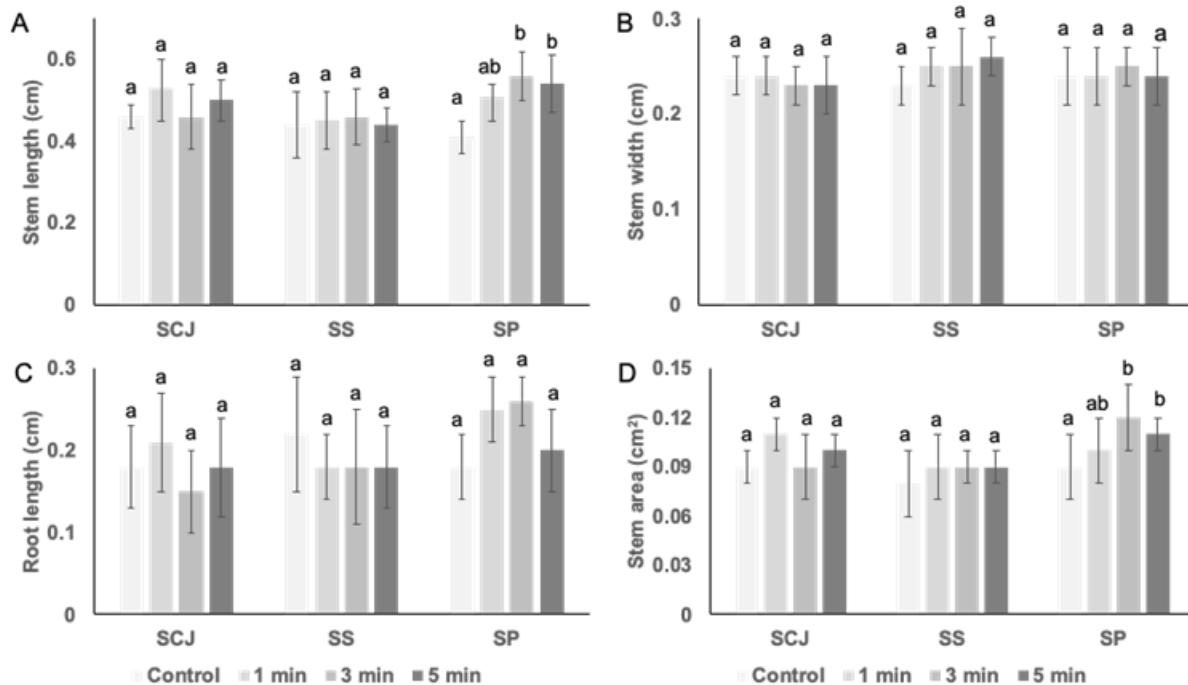 A
Stem length (cm)
0.6
0.4
0.2
0
a a a a
a a a a
a ab b b
SCJ SS SP
B
Stem width (cm)
0.3
0.2
0.1
0
a a a a
a a a a
a a a a
SCJ SS SP
C
Root length (cm)
0.3
0.2
0.1
0
a a a a
a a a a
a a a a
SCJ SS SP
Control 1 min 3 min 5 min
D
Stem area (cm²)
0.15
0.12
0.09
0.06
0.03
0
a a a a
a a a a
a ab b b
SCJ SS SP
Control 1 min 3 min 5 min